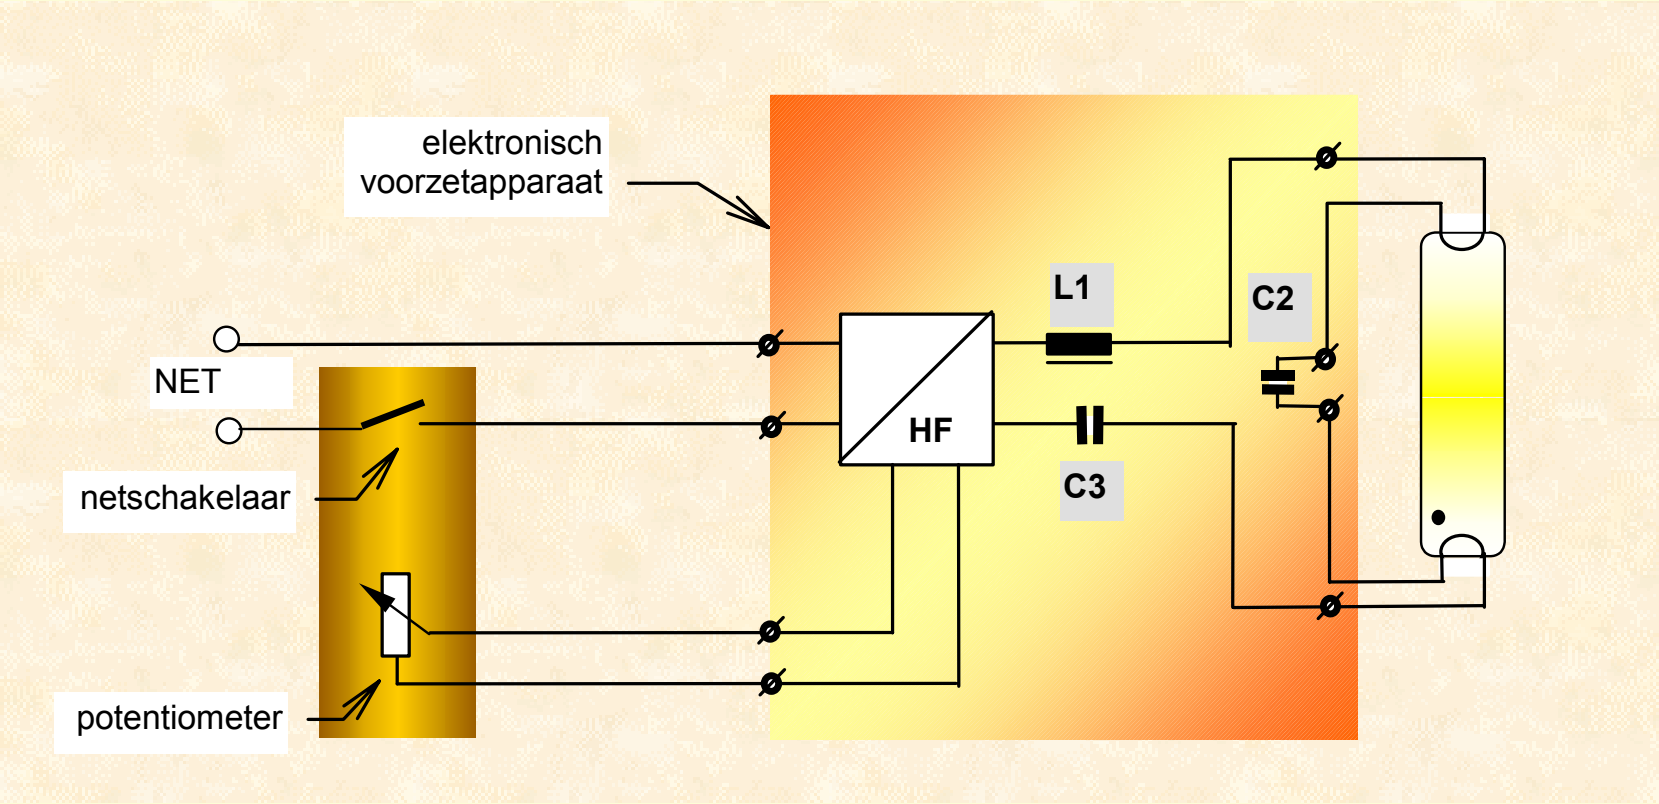 elektronisch
voorzetapparaat
L1
C2
NET
HF
netschakelaar
C3
potentiometer